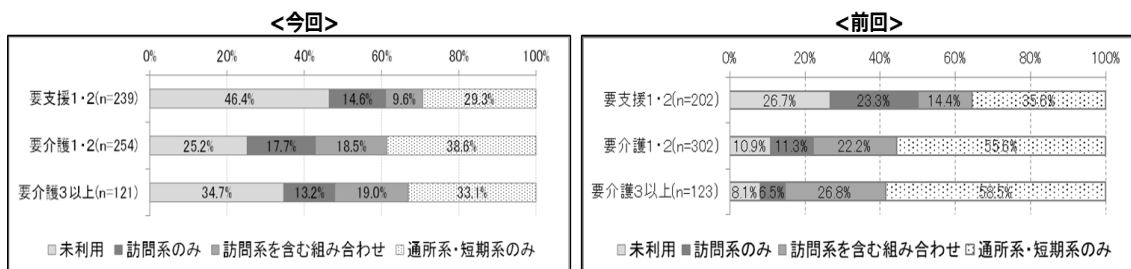 <今回>
0% 20% 40% 60% 80% 100%
要支援1・2(n=239) 46.4% 14.6% 9.6% 29.3%
要介護1・2(n=254) 25.2% 17.7% 18.5% 38.6%
要介護3以上(n=121) 34.7% 13.2% 19.0% 33.1%
未利用 訪問系のみ 訪問系を含む組み合わせ 通所系・短期系のみ
<前回>
0% 20% 40% 60% 80% 100%
要支援1・2(n=202) 26.7% 23.3% 14.4% 35.6%
要介護1・2(n=302) 10.9% 11.3% 22.2% 55.6%
要介護3以上(n=123) 8.1% 6.5% 26.8% 58.5%
未利用 訪問系のみ 訪問系を含む組み合わせ 通所系・短期系のみ